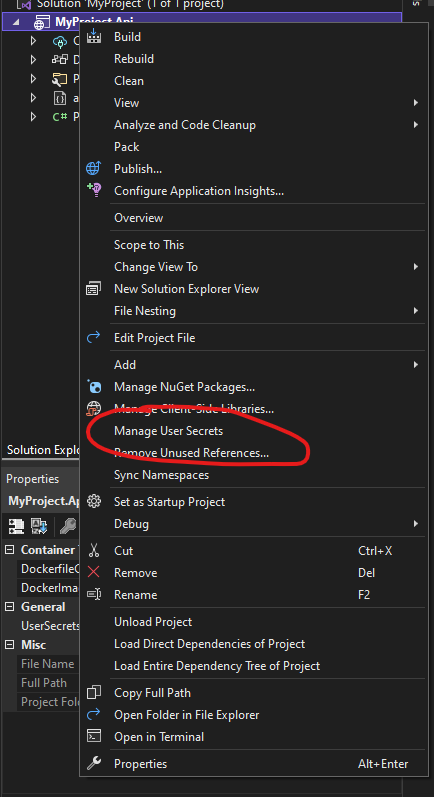 Solution 'MyProject' (1 of 1 project)
MyProject.Api
Build
Rebuild
Clean
View
Analyze and Code Cleanup
Pack
Publish...
Configure Application Insights...
Overview
Scope to This
Change View To
New Solution Explorer View
File Nesting
Edit Project File
Add
Manage NuGet Packages...
Manage Client-Side Libraries...
Manage User Secrets
Remove Unused References...
Sync Namespaces
Set as Startup Project
Debug
Cut Ctrl+X
Remove Del
Rename F2
Unload Project
Load Direct Dependencies of Project
Load Entire Dependency Tree of Project
Copy Full Path
Open Folder in File Explorer
Open in Terminal
Properties Alt+Enter
Solution Explo
Properties
MyProject.Ap
Container T
DockerfileC
DockerIma
General
UserSecrets
Misc
File Name
Full Path
Project Fold